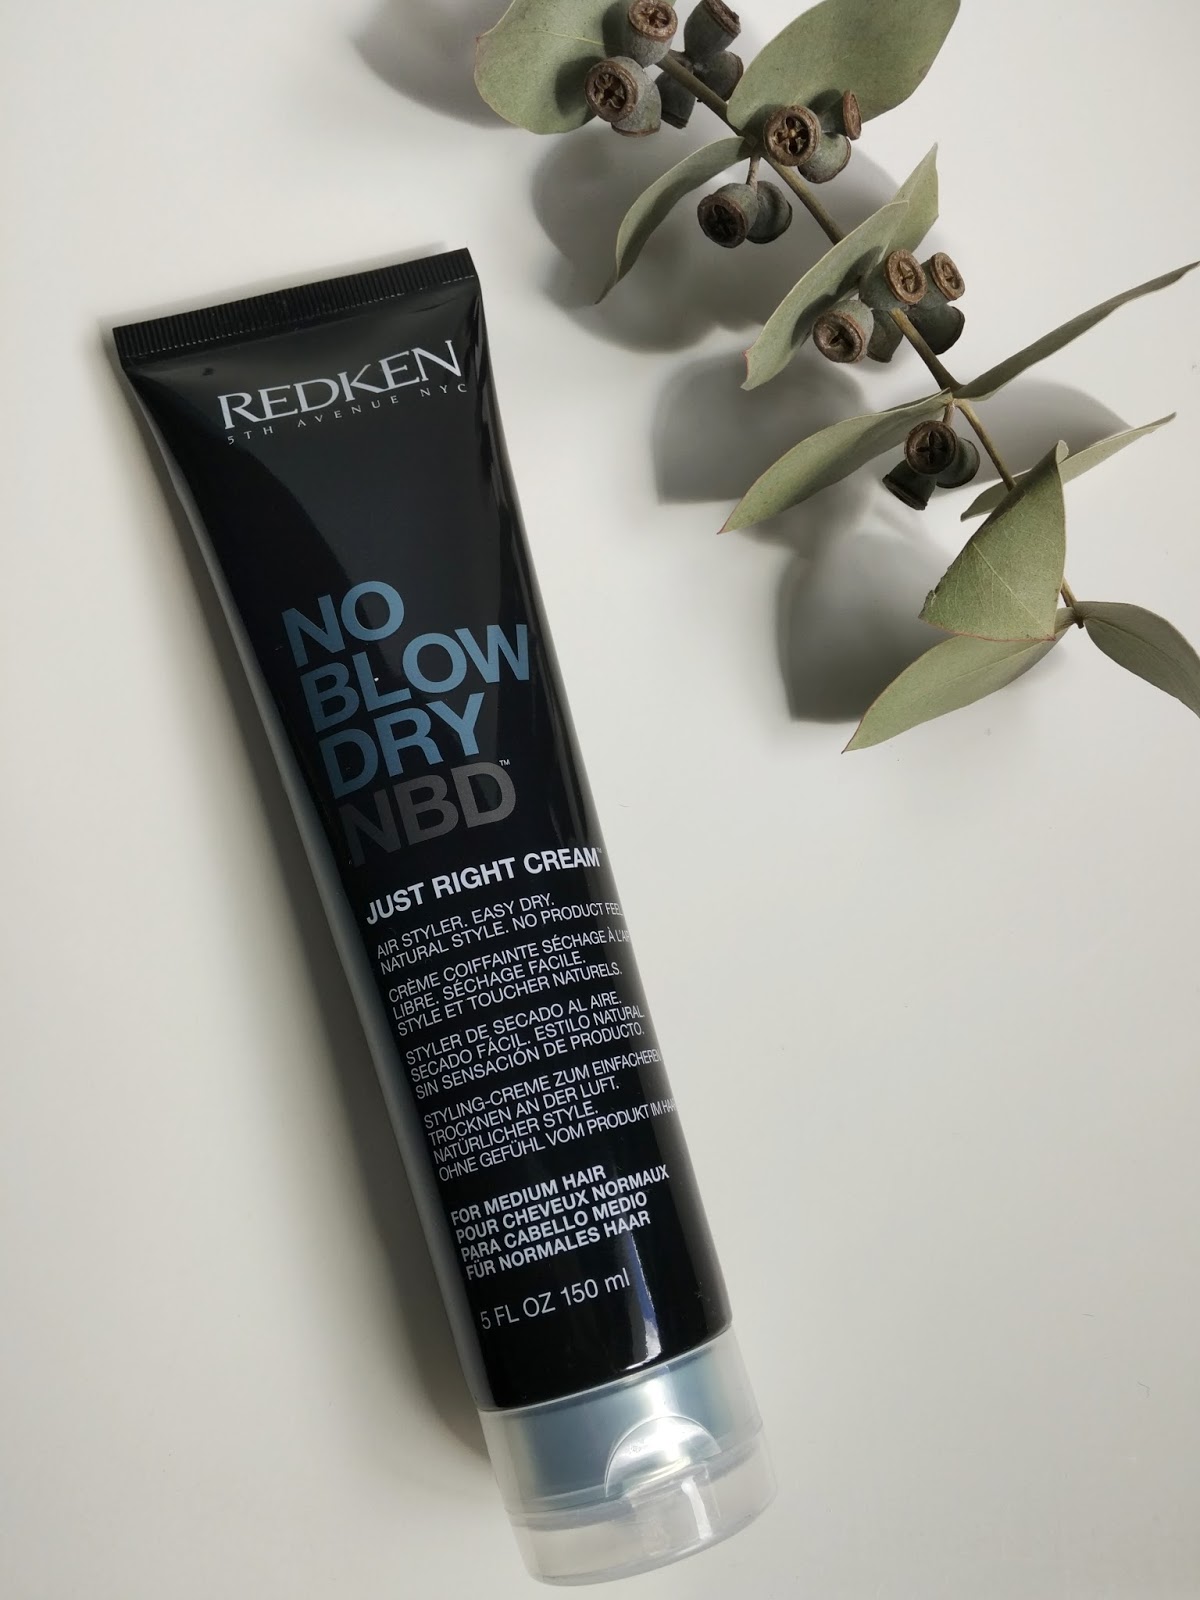 REDKEN
5TH AVENUE NYC
NO
BLOW
DRY
NBD™
JUST RIGHT CREAM™
AIR STYLER. EASY DRY.
NATURAL STYLE. NO PRODUCT FEEL
CRÈME COIFFAINTE SÉCHAGE À L'AIR
LIBRE. SÉCHAGE FACILE.
STYLE ET TOUCHER NATURELS.
STYLER DE SECADO AL AIRE.
SECADO FÁCIL. ESTILO NATURAL
SIN SENSACIÓN DE PRODUCTO.
STYLING-CREME ZUM EINFACHEREN
TROCKNEN AN DER LUFT.
NATÜRLICHER STYLE.
OHNE GEFÜHL VOM PRODUKT IM HAAR
FOR MEDIUM HAIR
POUR CHEVEUX NORMAUX
PARA CABELLO MEDIO
FÜR NORMALES HAAR
5 FL OZ 150 ml